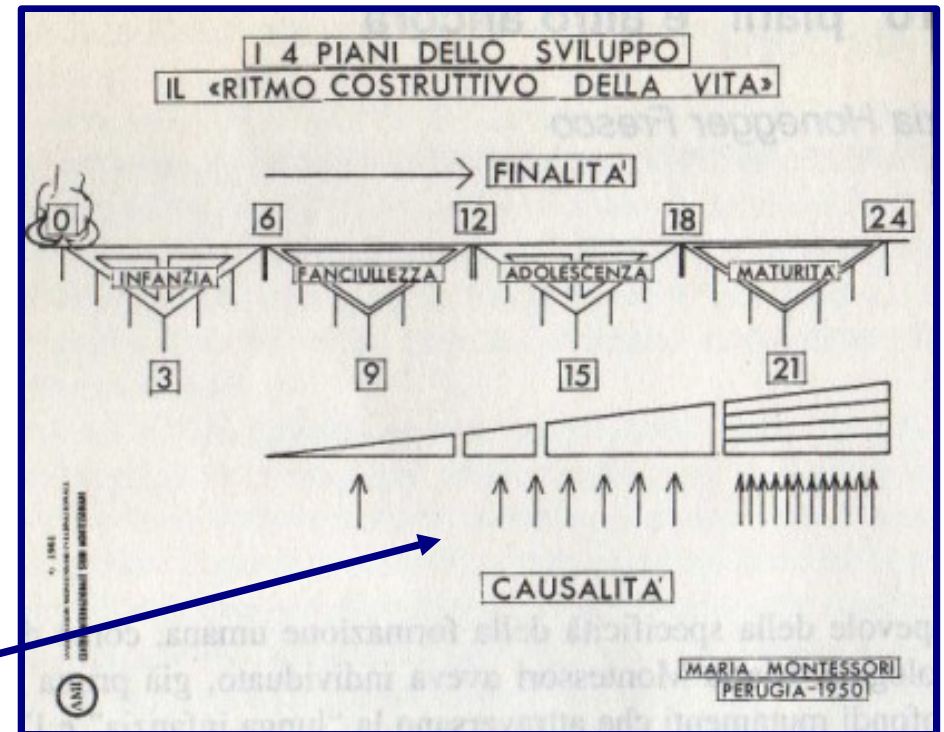 I 4 PIANI DELLO SVILUPPO
IL «RITMO COSTRUTTIVO DELLA VITA»
FINALITA'
0 6 12 18 24
INFANZIA FANCIULLEZZA ADOLESCENZA MATURITA'
3 9 15 21
CAUSALITA'
MARIA MONTESSORI
PERUGIA-1950
© 1981
AMI